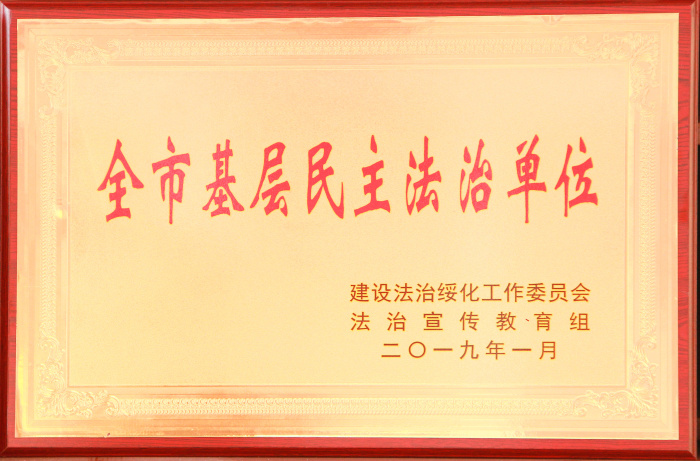 全市基层民主法治单位
建设法治绥化工作委员会
法治宣传教育组
二〇一九年一月